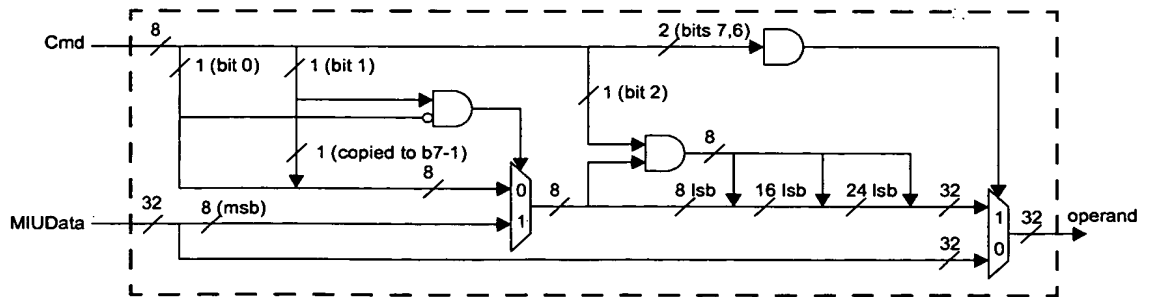 Cmd
8
2 (bits 7,6)
1 (bit 0)
1 (bit 1)
1 (bit 2)
1 (copied to b7-1)
8
8
0
1
8
8 lsb
16 lsb
24 lsb
32
1
0
32
operand
MIUData
32
8 (msb)
32